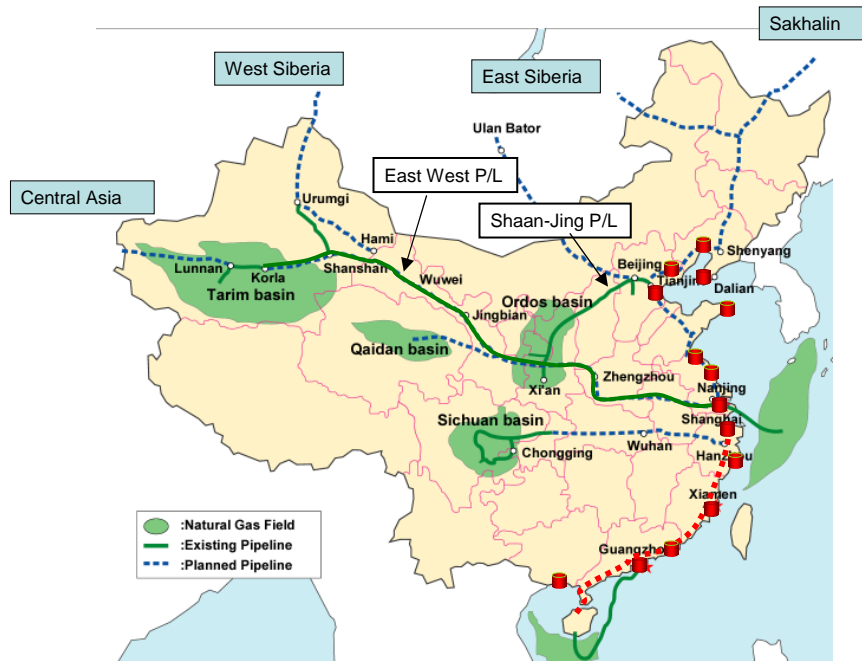 Sakhalin
West Siberia
East Siberia
Ulan Bator
East West P/L
Central Asia
Urumgi
Shaan-Jing P/L
Hami
Shenyang
Beijing
Lunnan
Korla
Shanshan
Tianjin
Dalian
Wuwei
Tarim basin
Ordos basin
Jingbian
Qaidan basin
Zhengzhou
Xi'an
Nanjing
Sichuan basin
Shanghai
Wuhan
Chongging
Hanzhou
Xiamen
:Natural Gas Field
:Existing Pipeline
:Planned Pipeline
Guangzhou